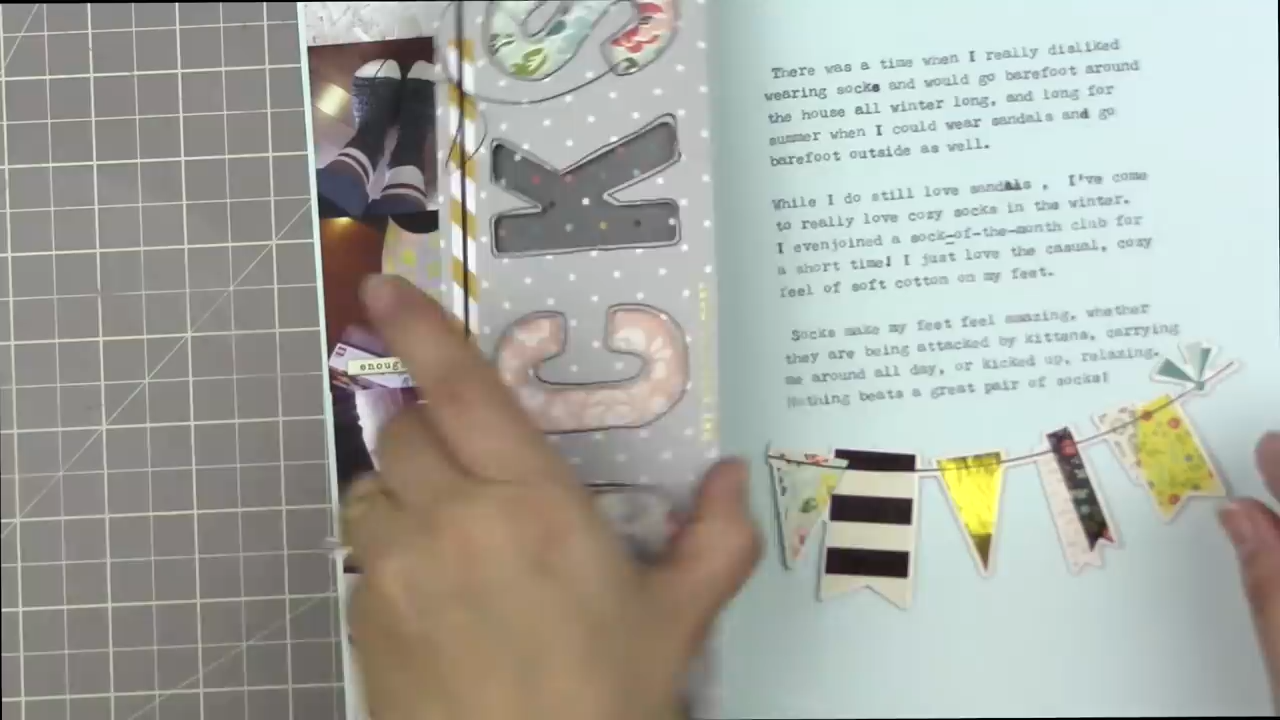 There was a time when I really disliked
wearing socks and would go barefoot around
the house all winter long, and long for
summer when I could wear sandals and go
barefoot outside as well.
While I do still love sandals . I've come
to really love cozy socks in the winter.
I evenjoined a sock-of-the-month club for
a short time! I just love the casual, cozy
feel of soft cotton on my feet.
Socks make my feet feel amazing, whether
they are being attacked by kittens, carrying
me around all day, or kicked up, relaxing.
Nothing beats a great pair of socks!
C K S